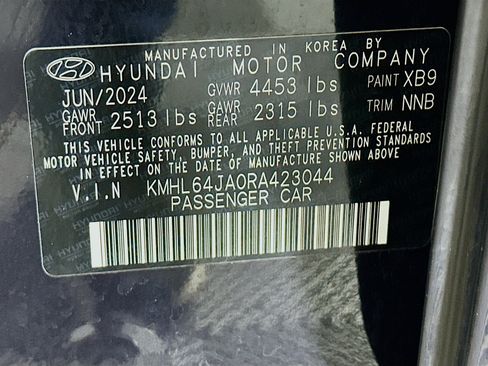 MANUFACTURED IN KOREA BY
HYUNDAI MOTOR COMPANY
JUN/2024 GVWR 4453 lbs PAINT XB9
GAWR FRONT 2513 lbs GAWR REAR 2315 lbs TRIM NNB
THIS VEHICLE CONFORMS TO ALL APPLICABLE U.S.A. FEDERAL
MOTOR VEHICLE SAFETY, BUMPER, AND THEFT PREVENTION STANDARDS
IN EFFECT ON THE DATE OF MANUFACTURE SHOWN ABOVE.
V.I.N KMHL64JA0RA423044
PASSENGER CAR